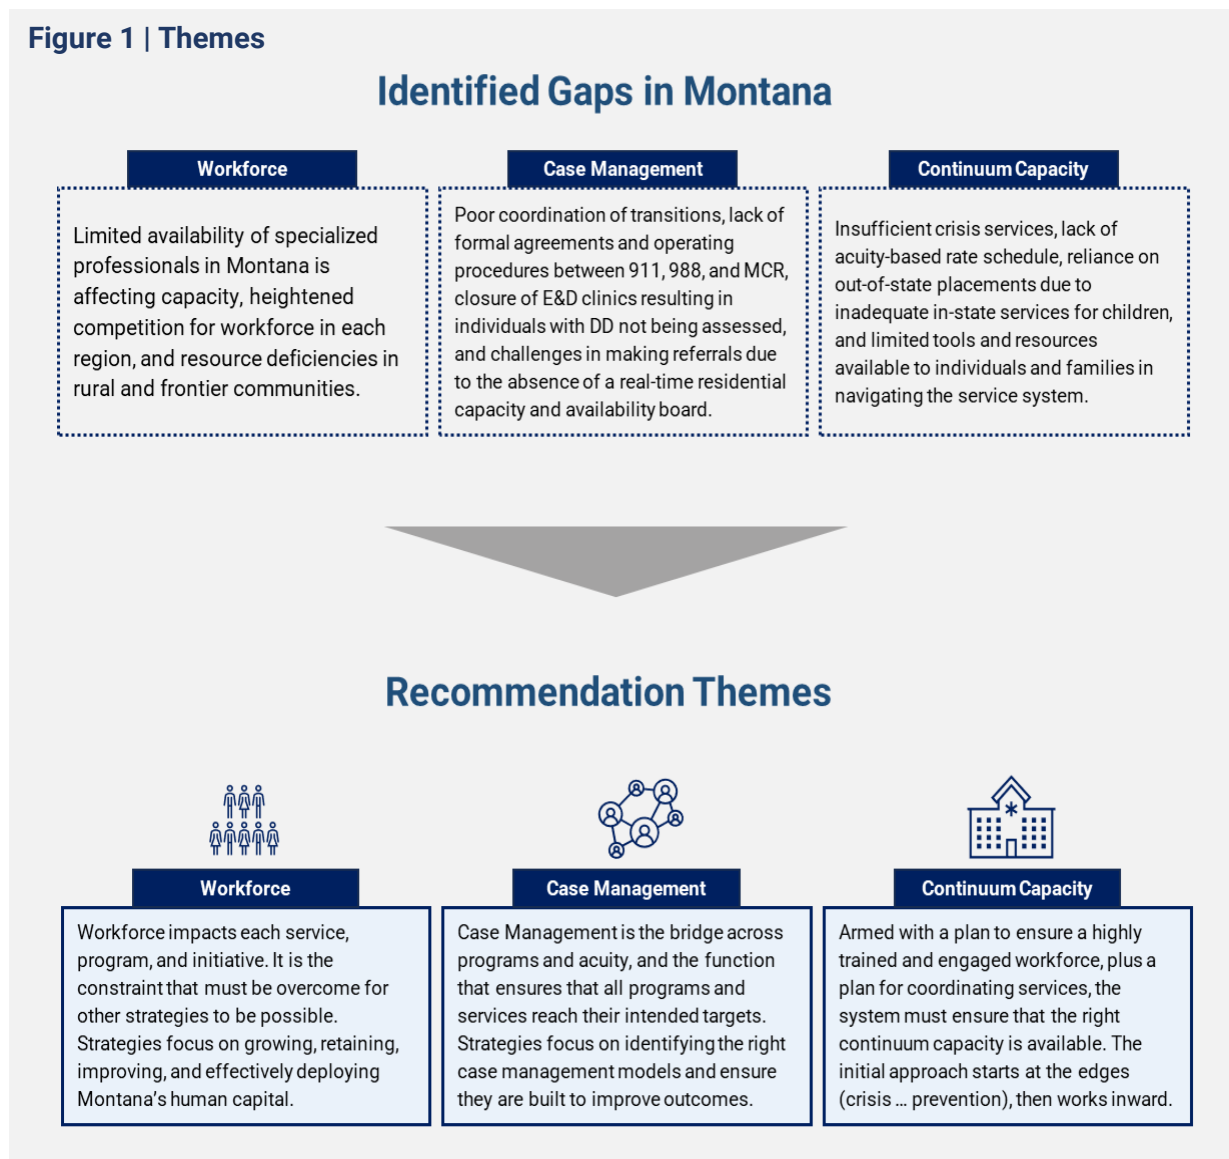 Figure 1 | Themes
Identified Gaps in Montana
Workforce
Limited availability of specialized
professionals in Montana is
affecting capacity, heightened
competition for workforce in each
region, and resource deficiencies in
rural and frontier communities.
Case Management
Poor coordination of transitions, lack of
formal agreements and operating
procedures between 911, 988, and MCR,
closure of E&D clinics resulting in
individuals with DD not being assessed,
and challenges in making referrals due
to the absence of a real-time residential
capacity and availability board.
Continuum Capacity
Insufficient crisis services, lack of
acuity-based rate schedule, reliance on
out-of-state placements due to
inadequate in-state services for children,
and limited tools and resources
available to individuals and families in
navigating the service system.
Recommendation Themes
Workforce
Workforce impacts each service,
program, and initiative. It is the
constraint that must be overcome for
other strategies to be possible.
Strategies focus on growing, retaining,
improving, and effectively deploying
Montana's human capital.
Case Management
Case Management is the bridge across
programs and acuity, and the function
that ensures that all programs and
services reach their intended targets.
Strategies focus on identifying the right
case management models and ensure
they are built to improve outcomes.
Continuum Capacity
Armed with a plan to ensure a highly
trained and engaged workforce, plus a
plan for coordinating services, the
system must ensure that the right
continuum capacity is available. The
initial approach starts at the edges
(crisis ... prevention), then works inward.